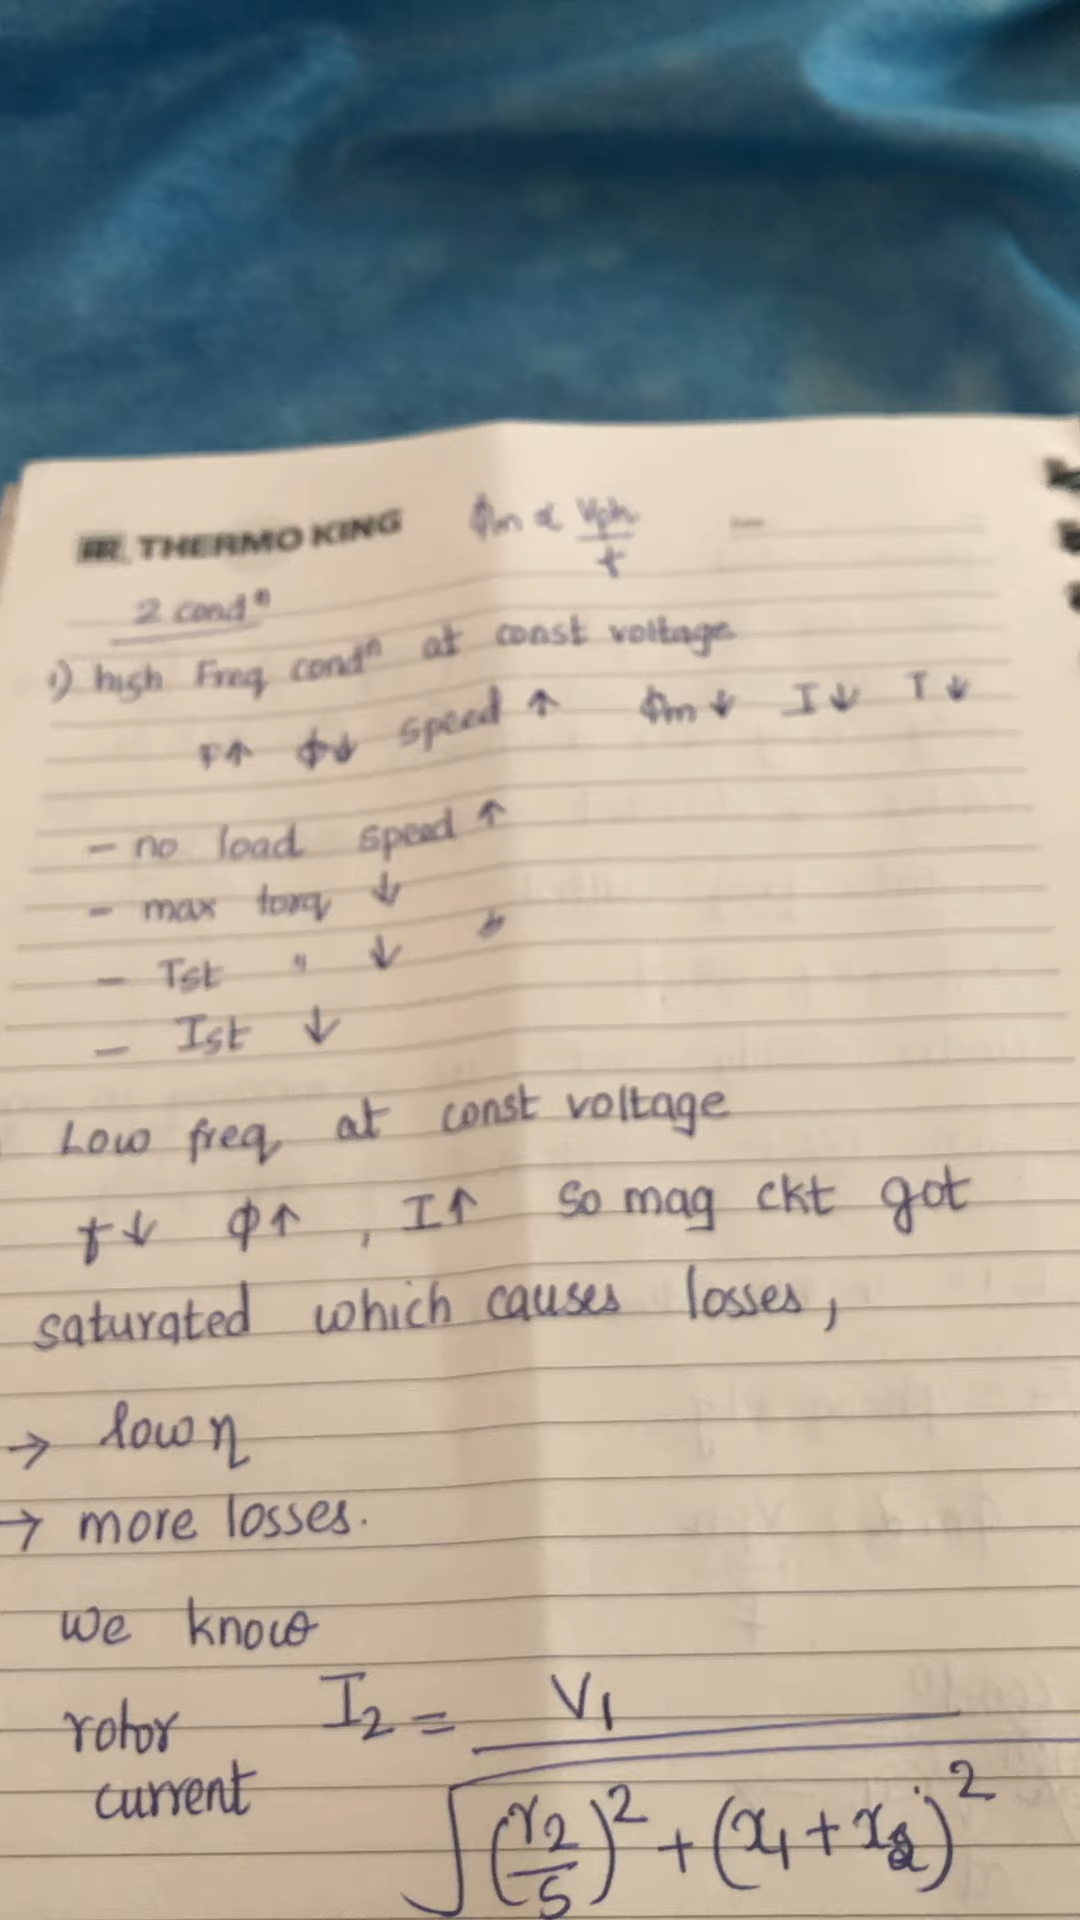 THERMO KING ϕm ∝ Vph/f
2 condⁿ
1) high Freq condⁿ at const voltage
F↑ ϕ↓ speed ↑ ϕm ↓ I↓ T↓
- no load speed ↑
- max torq ↓
- Tst " ↓
- Ist ↓
Low freq at const voltage
f↓ ϕ↑ , I↑ so mag ckt got
saturated which causes losses,
→ low η
→ more losses.
we know
rotor current I₂ = V₁ / √((r₂/s)² + (x₁ + x₂)²)